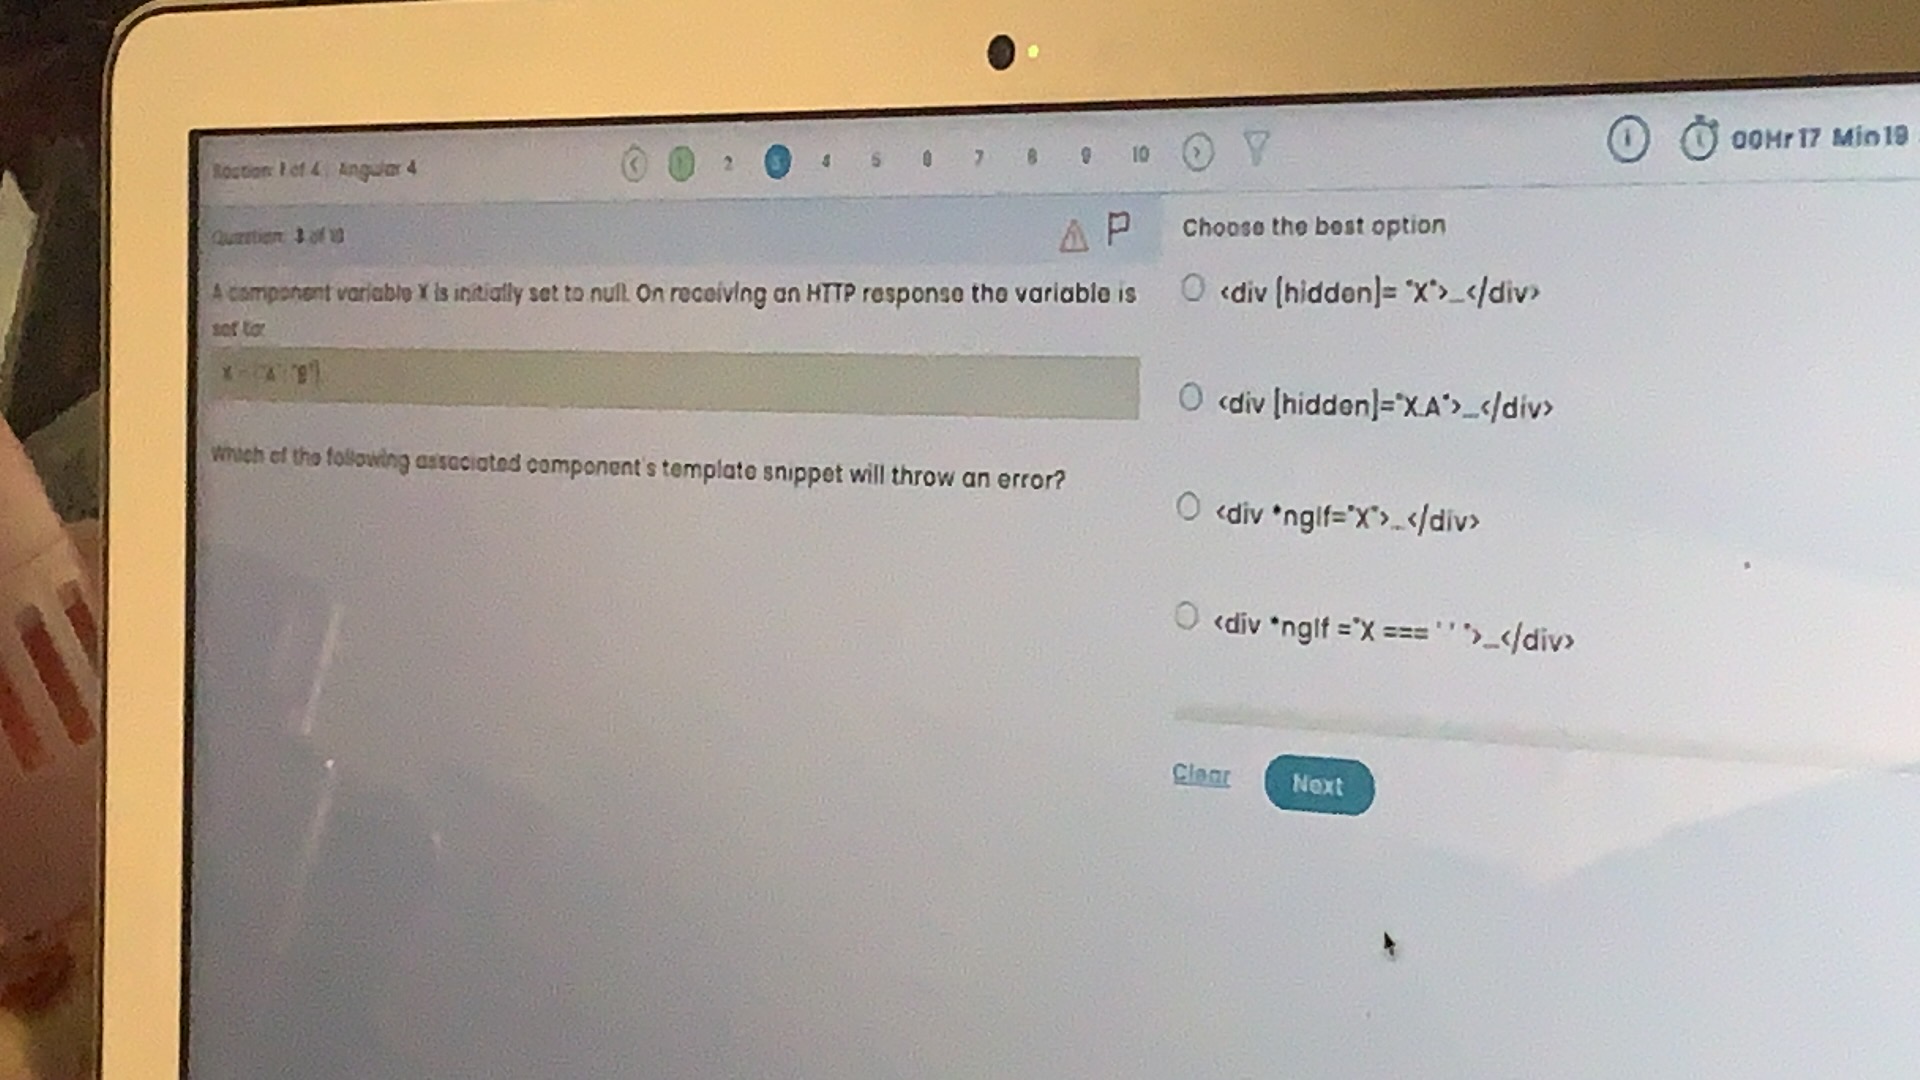 Section 1 of 4 : Angular 4
1 2 3 4 5 6 7 8 9 10
00Hr 17 Min 18
Question: 3 of 10
A component variable X is initially set to null. On receiving an HTTP response the variable is
set to:
Which of the following associated component's template snippet will throw an error?
Choose the best option
<div [hidden]= "X">_</div>
<div [hidden]="X.A">_</div>
<div *ngIf="X">_</div>
<div *ngIf ="X === ' ' ">_</div>
Clear
Next